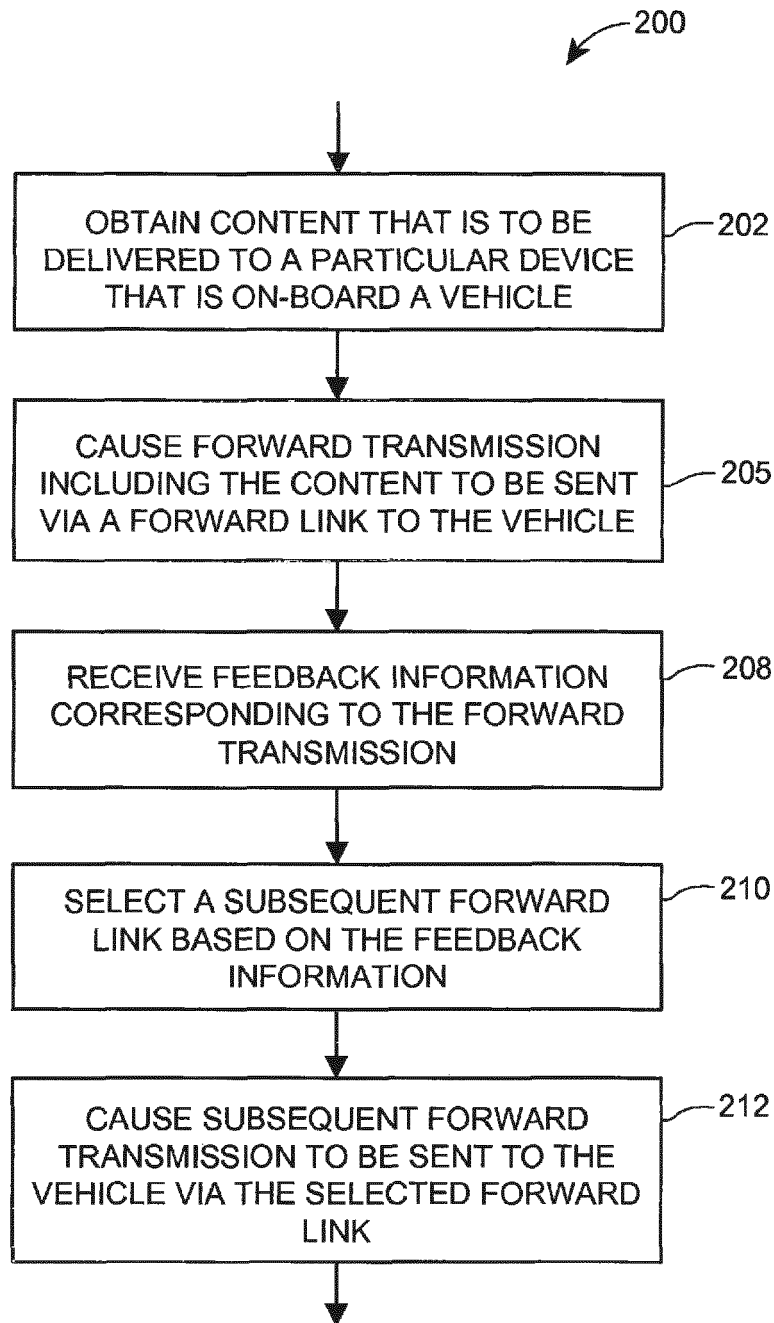 200
OBTAIN CONTENT THAT IS TO BE
DELIVERED TO A PARTICULAR DEVICE
THAT IS ON-BOARD A VEHICLE
202
CAUSE FORWARD TRANSMISSION
INCLUDING THE CONTENT TO BE SENT
VIA A FORWARD LINK TO THE VEHICLE
205
RECEIVE FEEDBACK INFORMATION
CORRESPONDING TO THE FORWARD
TRANSMISSION
208
SELECT A SUBSEQUENT FORWARD
LINK BASED ON THE FEEDBACK
INFORMATION
210
CAUSE SUBSEQUENT FORWARD
TRANSMISSION TO BE SENT TO THE
VEHICLE VIA THE SELECTED FORWARD
LINK
212